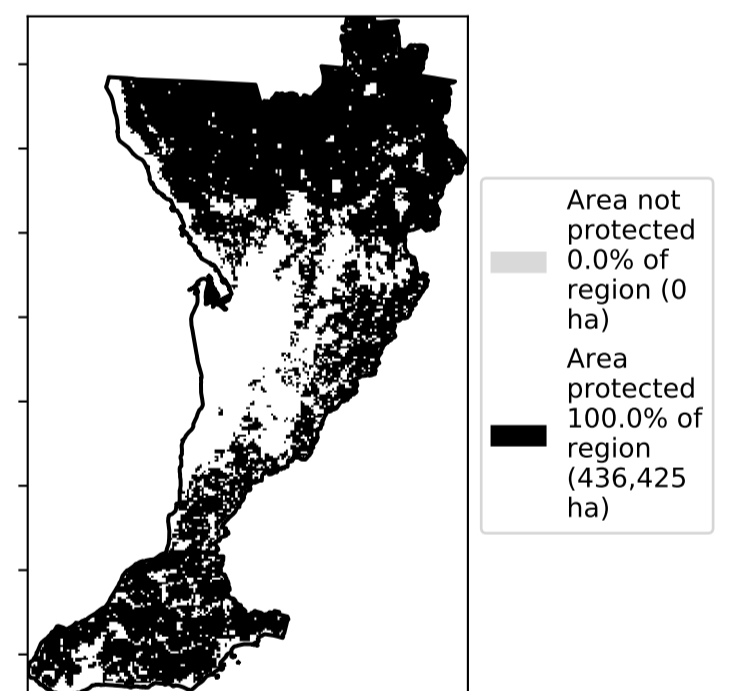 Area not
protected
0.0% of
region (0
ha)
Area
protected
100.0% of
region
(436,425
ha)